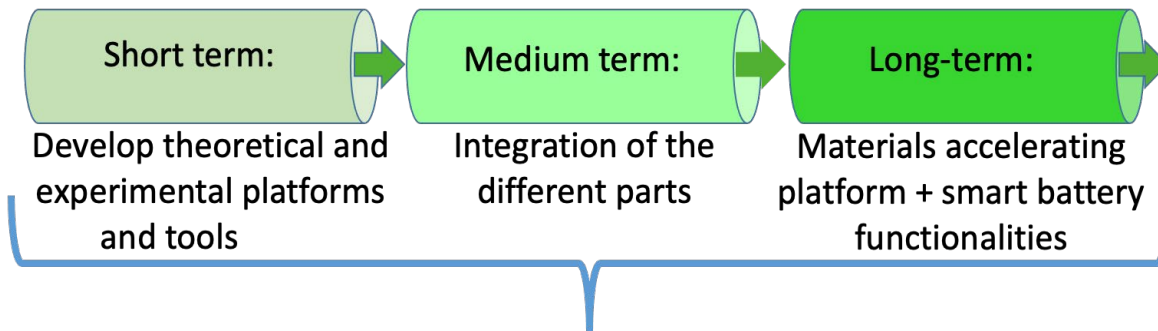 Short term:
Develop theoretical and
experimental platforms
and tools
Medium term:
Integration of the
different parts
Long-term:
Materials accelerating
platform + smart battery
functionalities